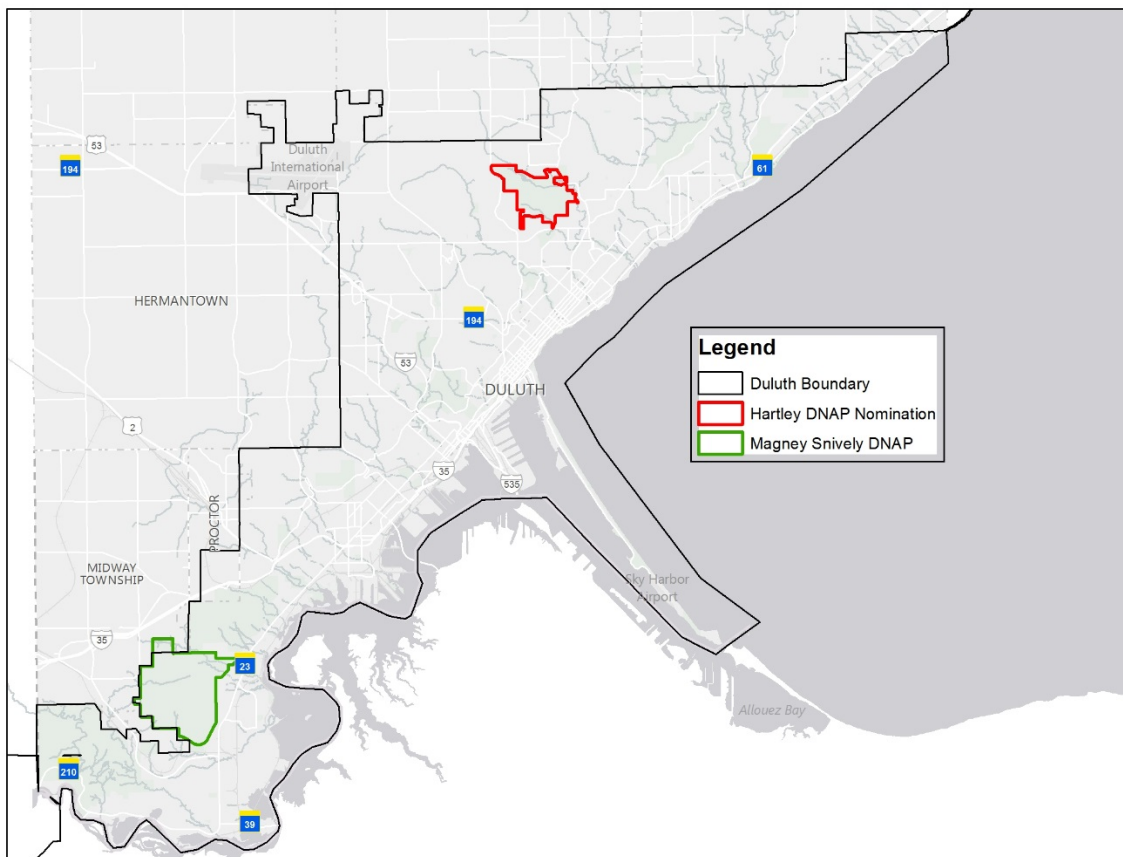 53
194
Duluth
International
Airport
61
HERMANTOWN
194
53
DULUTH
2
35
535
PROCTOR
MIDWAY
TOWNSHIP
Sky Harbor
Airport
35
23
Allouez Bay
210
39
Legend
Duluth Boundary
Hartley DNAP Nomination
Magney Snively DNAP